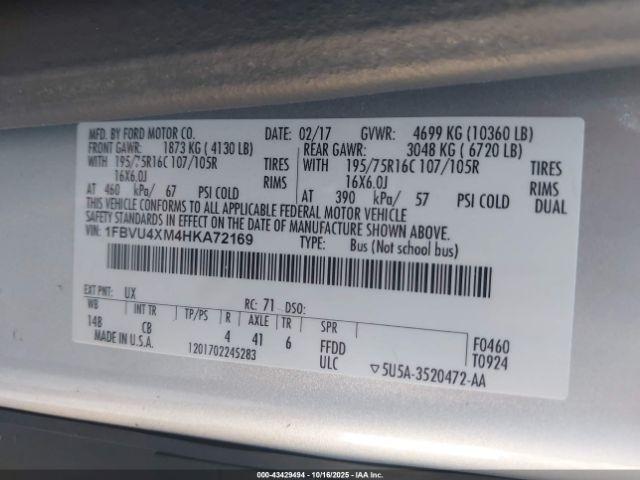 MFD. BY FORD MOTOR CO. 02/17 GVWR: 4699 KG (10360 LB)
FRONT GAWR: 1873 KG (4130 LB) REAR GAWR: 3048 KG (6720 LB)
WITH 195/75R16C 107/105R TIRES WITH 195/75R16C 107/105R TIRES
16X6.0J RIMS 16X6.0J RIMS
AT 460 kPa/ 67 PSI COLD AT 390 kPa/ 57 PSI COLD DUAL
THIS VEHICLE CONFORMS TO ALL APPLICABLE FEDERAL MOTOR VEHICLE
SAFETY STANDARDS IN EFFECT ON THE DATE OF MANUFACTURE SHOWN ABOVE.
VIN: 1FBVU4XM4HKA72169 TYPE: Bus (Not school bus)
EXT PNT: UX RC: 71 DSO:
WB INT TR TP/PS R AXLE TR SPR
148 CB 4 41 6 FFDD F0460
MADE IN U.S.A. 1201702245283 ULC T0924
▽5U5A-3520472-AA
000-43429494 - 10/16/2025 - IAA Inc.